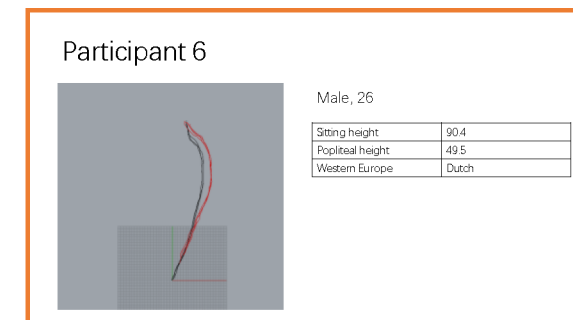 Participant 6
Male, 26
Sitting height 90.4
Popliteal height 49.5
Western Europe Dutch